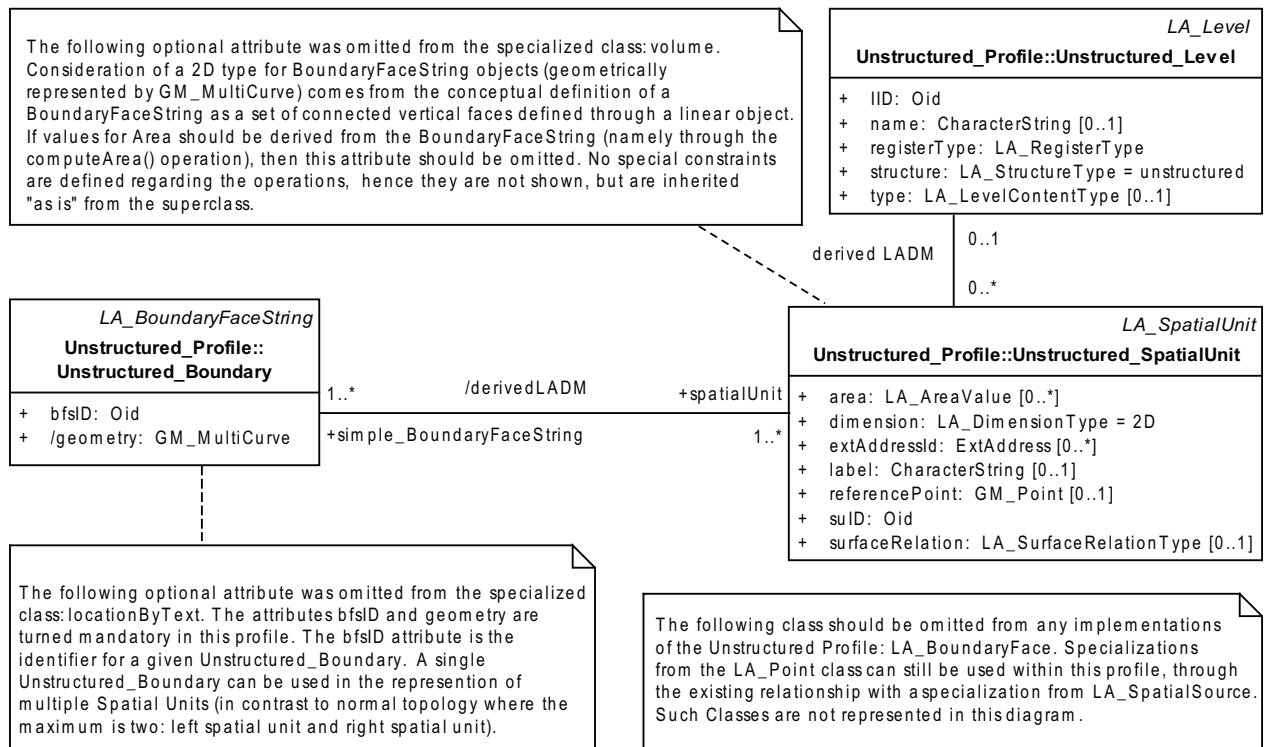 The following optional attribute was omitted from the specialized class: volume.
Consideration of a 2D type for BoundaryFaceString objects (geometrically
represented by GM_MultiCurve) comes from the conceptual definition of a
BoundaryFaceString as a set of connected vertical faces defined through a linear object.
If values for Area should be derived from the BoundaryFaceString (namely through the
computeArea() operation), then this attribute should be omitted. No special constraints
are defined regarding the operations, hence they are not shown, but are inherited
"as is" from the superclass.
LA_Level
Unstructured_Profile::Unstructured_Level
+ lID: Oid
+ name: CharacterString [0..1]
+ registerType: LA_RegisterType
+ structure: LA_StructureType = unstructured
+ type: LA_LevelContentType [0..1]
derived LADM
0..1
0..*
LA_BoundaryFaceString
Unstructured_Profile::
Unstructured_Boundary
+ bfsID: Oid
+ /geometry: GM_MultiCurve
1..*
/derivedLADM
+spatialUnit
+simple_BoundaryFaceString
1..*
LA_SpatialUnit
Unstructured_Profile::Unstructured_SpatialUnit
+ area: LA_AreaValue [0..*]
+ dimension: LA_DimensionType = 2D
+ extAddressId: ExtAddress [0..*]
+ label: CharacterString [0..1]
+ referencePoint: GM_Point [0..1]
+ suID: Oid
+ surfaceRelation: LA_SurfaceRelationType [0..1]
The following optional attribute was omitted from the specialized
class: locationByText. The attributes bfsID and geometry are
turned mandatory in this profile. The bfsID attribute is the
identifier for a given Unstructured_Boundary. A single
Unstructured_Boundary can be used in the represention of
multiple Spatial Units (in contrast to normal topology where the
maximum is two: left spatial unit and right spatial unit).
The following class should be omitted from any implementations
of the Unstructured Profile: LA_BoundaryFace. Specializations
from the LA_Point class can still be used within this profile, through
the existing relationship with a specialization from LA_SpatialSource.
Such Classes are not represented in this diagram.